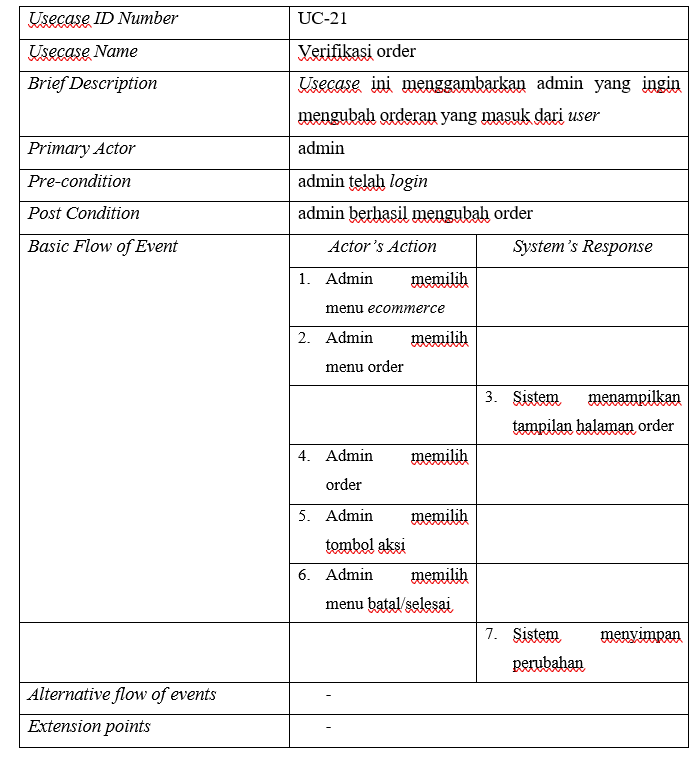 Usecase ID Number UC-21
Usecase Name Verifikasi order
Brief Description Usecase ini menggambarkan admin yang ingin
mengubah orderan yang masuk dari user
Primary Actor admin
Pre-condition admin telah login
Post Condition admin berhasil mengubah order
Basic Flow of Event Actor’s Action System’s Response
1. Admin memilih
menu ecommerce
2. Admin memilih
menu order
3. Sistem menampilkan
tampilan halaman order
4. Admin memilih
order
5. Admin memilih
tombol aksi
6. Admin memilih
menu batal/selesai
7. Sistem menyimpan
perubahan
Alternative flow of events -
Extension points -